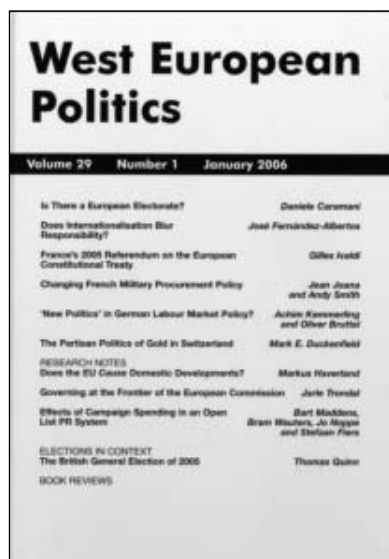 West European
Politics
Volume 29 Number 1 January 2006
Is There a European Electorate? Daniele Caramani
Does Internationalisation Blur José Fernández-Albertos
Responsibility?
France's 2005 Referendum on the European Gilles Ivaldi
Constitutional Treaty
Changing French Military Procurement Policy Jean Joana
and Andy Smith
'New Politics' in German Labour Market Policy? Achim Kemmerling
and Oliver Bruttel
The Partisan Politics of Gold in Switzerland Mark E. Duckenfield
RESEARCH NOTES
Does the EU Cause Domestic Developments? Markus Haverland
Governing at the Frontier of the European Commission Jarle Trondal
Effects of Campaign Spending in an Open Bart Maddens,
List PR System Bram Wauters, Jo Noppe
and Stefaan Fiers
ELECTIONS IN CONTEXT
The British General Election of 2005 Thomas Quinn
BOOK REVIEWS